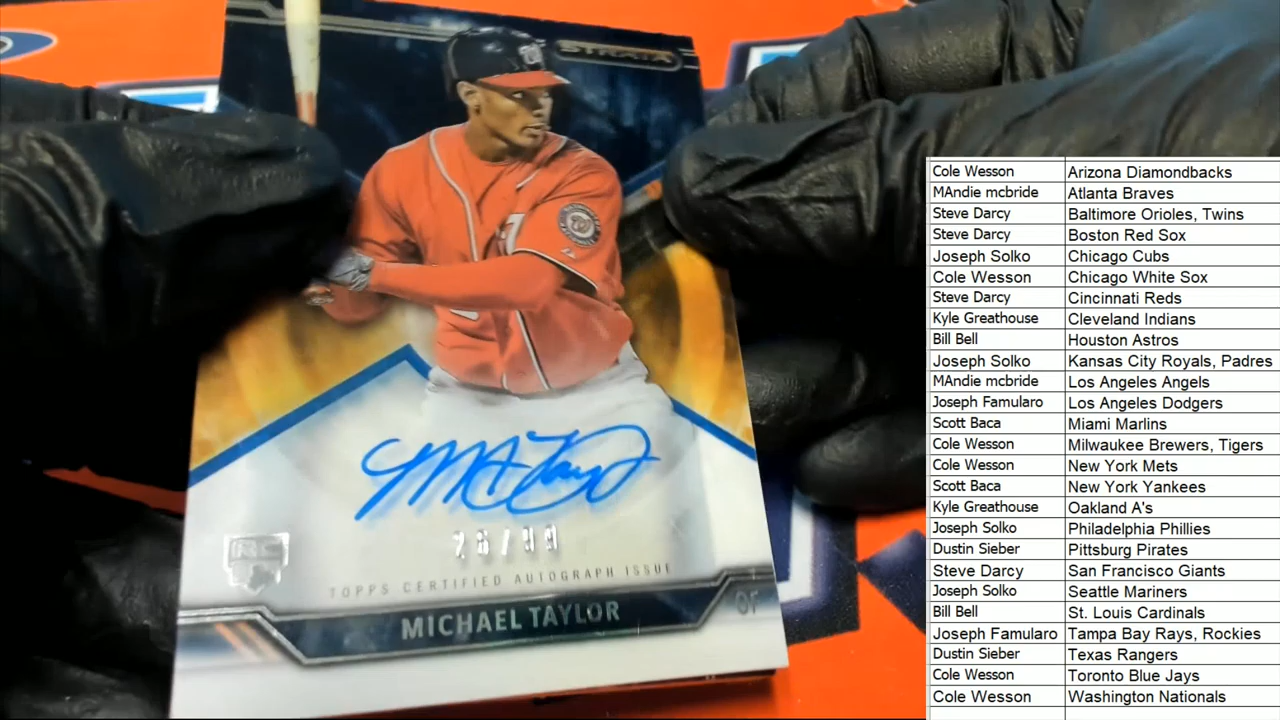 STRATA
W
MA Taylor
26/99
RC
TOPPS CERTIFIED AUTOGRAPH ISSUE
MICHAEL TAYLOR
OF
Cole Wesson Arizona Diamondbacks
MAndie mcbride Atlanta Braves
Steve Darcy Baltimore Orioles, Twins
Steve Darcy Boston Red Sox
Joseph Solko Chicago Cubs
Cole Wesson Chicago White Sox
Steve Darcy Cincinnati Reds
Kyle Greathouse Cleveland Indians
Bill Bell Houston Astros
Joseph Solko Kansas City Royals, Padres
MAndie mcbride Los Angeles Angels
Joseph Famularo Los Angeles Dodgers
Scott Baca Miami Marlins
Cole Wesson Milwaukee Brewers, Tigers
Cole Wesson New York Mets
Scott Baca New York Yankees
Kyle Greathouse Oakland A's
Joseph Solko Philadelphia Phillies
Dustin Sieber Pittsburg Pirates
Steve Darcy San Francisco Giants
Joseph Solko Seattle Mariners
Bill Bell St. Louis Cardinals
Joseph Famularo Tampa Bay Rays, Rockies
Dustin Sieber Texas Rangers
Cole Wesson Toronto Blue Jays
Cole Wesson Washington Nationals